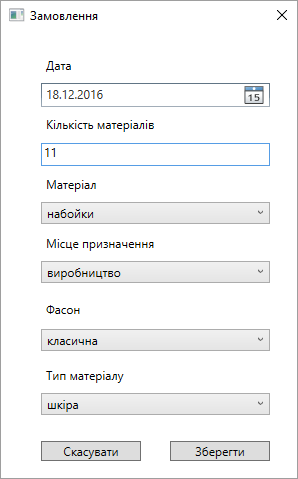 Замовлення
Дата
18.12.2016
15
Кількість матеріалів
11
Матеріал
набойки
Місце призначення
виробництво
Фасон
класична
Тип матеріалу
шкіра
Скасувати Зберегти